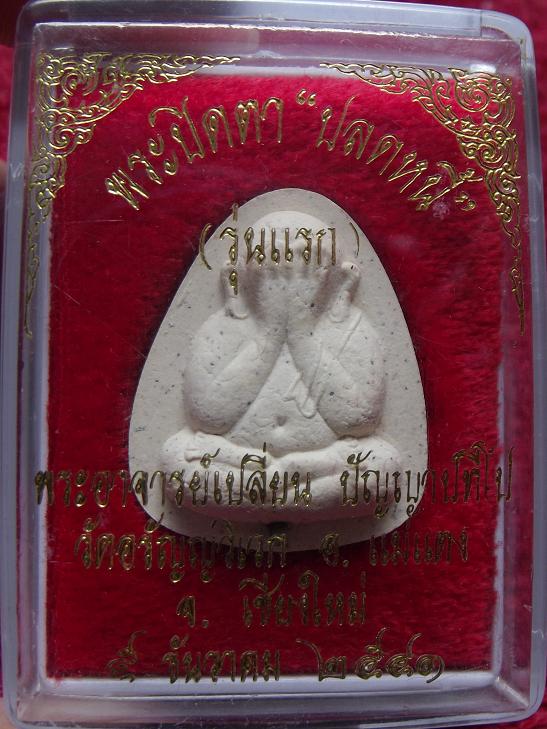 พระปิดตา "ปลดหนี้"
(รุ่นแรก)
พระอาจารย์เปลี่ยน ปัญญาปทีโป
วัดอรัญญวิเวก อ. แม่แตง
จ. เชียงใหม่
๕ ธันวาคม ๒๕๔๑